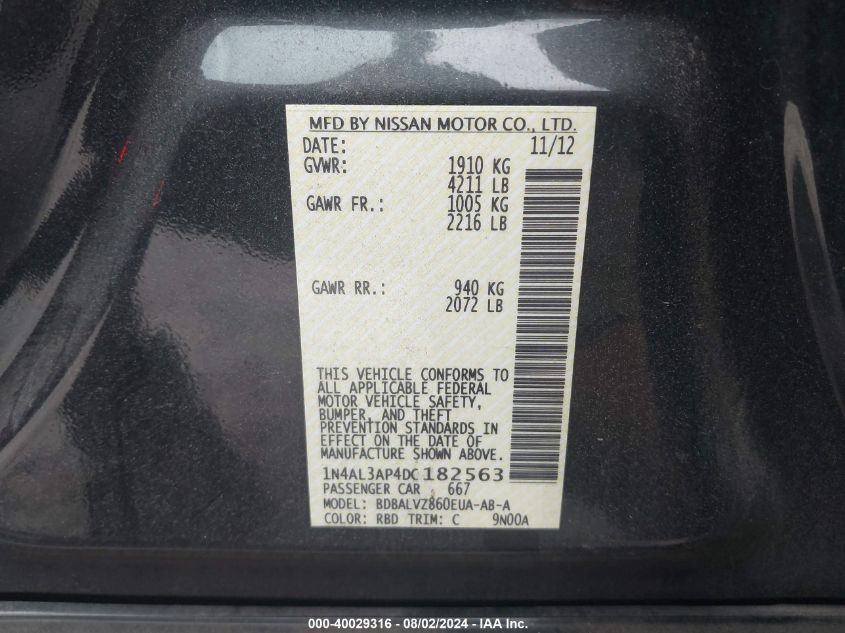 MFD BY NISSAN MOTOR CO., LTD.
DATE: 11/12
GVWR: 1910 KG
4211 LB
GAWR FR.: 1005 KG
2216 LB
GAWR RR.: 940 KG
2072 LB
THIS VEHICLE CONFORMS TO
ALL APPLICABLE FEDERAL
MOTOR VEHICLE SAFETY,
BUMPER, AND THEFT
PREVENTION STANDARDS IN
EFFECT ON THE DATE OF
MANUFACTURE SHOWN ABOVE.
1N4AL3AP4DC182563
PASSENGER CAR 667
MODEL: BDBALVZ860EUA-AB-A
COLOR: RBD TRIM: C 9N00A
000-40029316 - 08/02/2024 - IAA Inc.